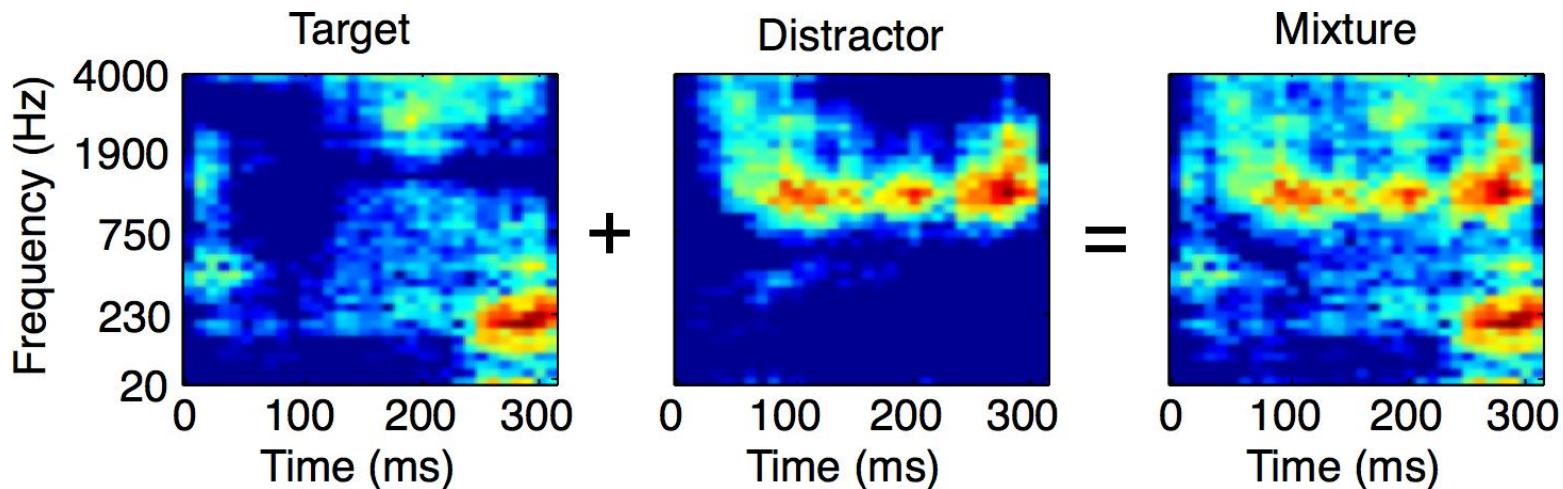 Target
Distractor
Mixture
Frequency (Hz)
4000
1900
750
230
20
+
=
0 100 200 300
0 100 200 300
0 100 200 300
Time (ms)
Time (ms)
Time (ms)